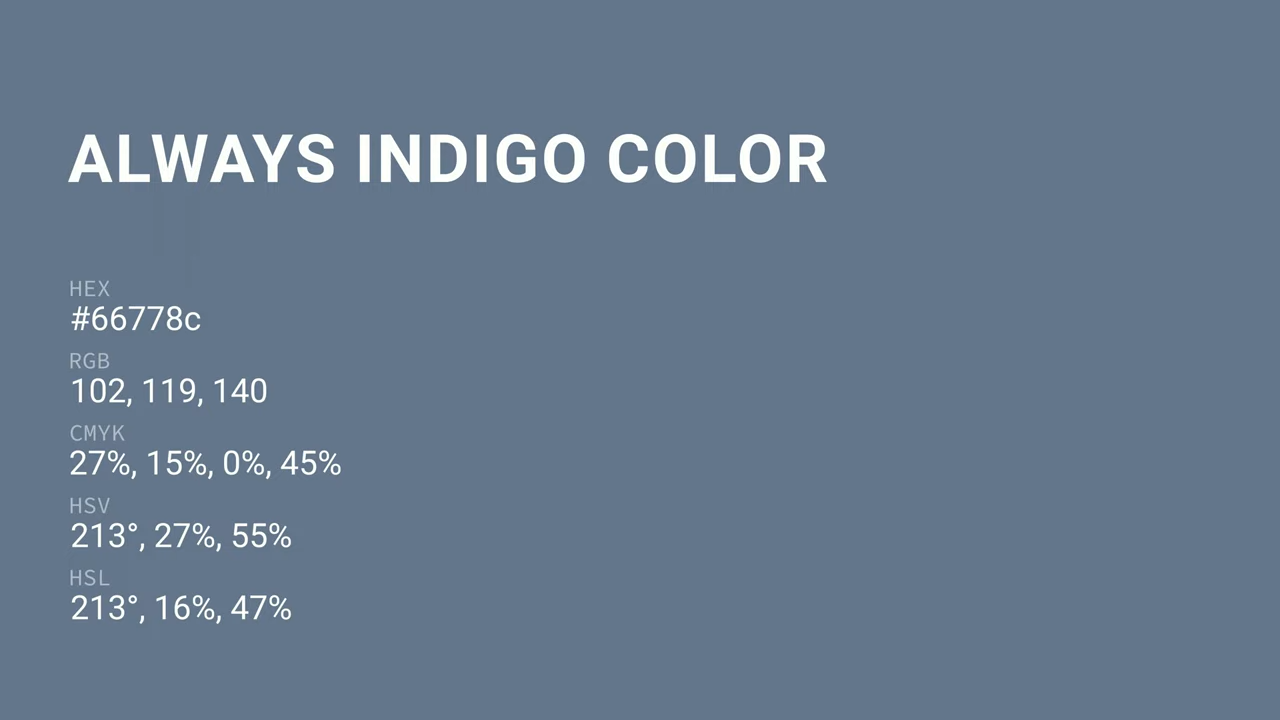 ALWAYS INDIGO COLOR
HEX
#66778c
RGB
102, 119, 140
CMYK
27%, 15%, 0%, 45%
HSV
213°, 27%, 55%
HSL
213°, 16%, 47%